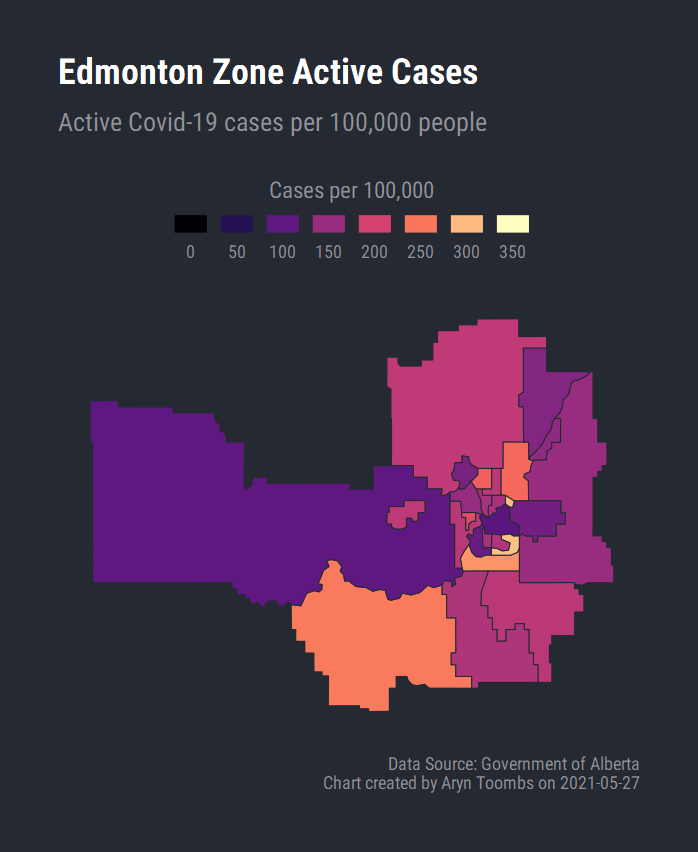 Edmonton Zone Active Cases
Active Covid-19 cases per 100,000 people
Cases per 100,000
0 50 100 150 200 250 300 350
Data Source: Government of Alberta
Chart created by Aryn Toombs on 2021-05-27